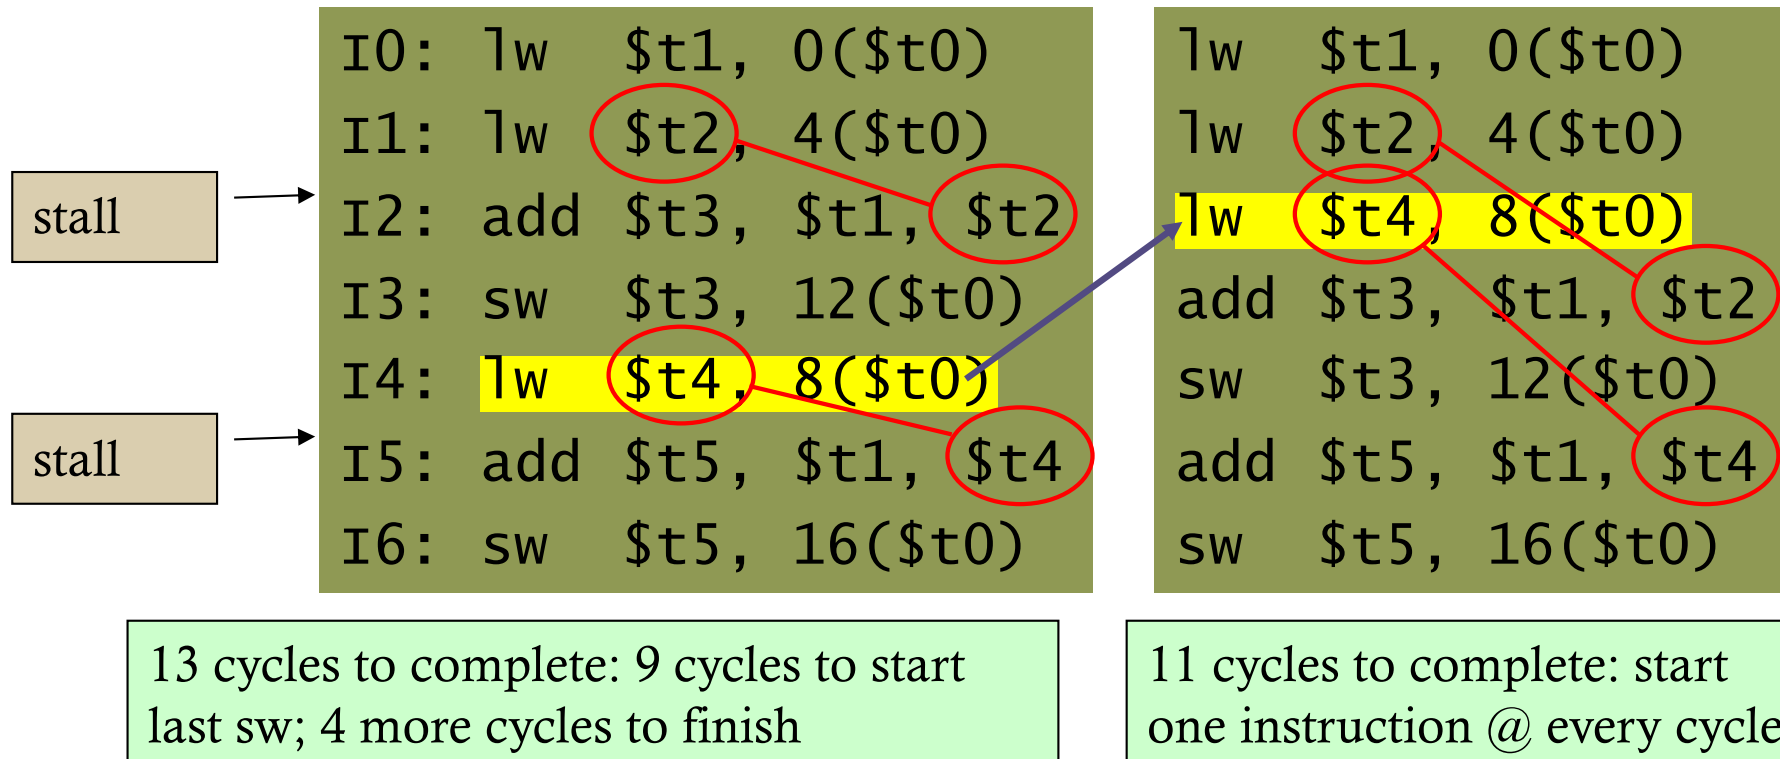 I0: lw $t1, 0($t0)
I1: lw $t2, 4($t0)
stall
I2: add $t3, $t1, $t2
I3: sw $t3, 12($t0)
I4: lw $t4, 8($t0)
stall
I5: add $t5, $t1, $t4
I6: sw $t5, 16($t0)
13 cycles to complete: 9 cycles to start
last sw; 4 more cycles to finish
lw $t1, 0($t0)
lw $t2, 4($t0)
lw $t4, 8($t0)
add $t3, $t1, $t2
sw $t3, 12($t0)
add $t5, $t1, $t4
sw $t5, 16($t0)
11 cycles to complete: start
one instruction @ every cycle